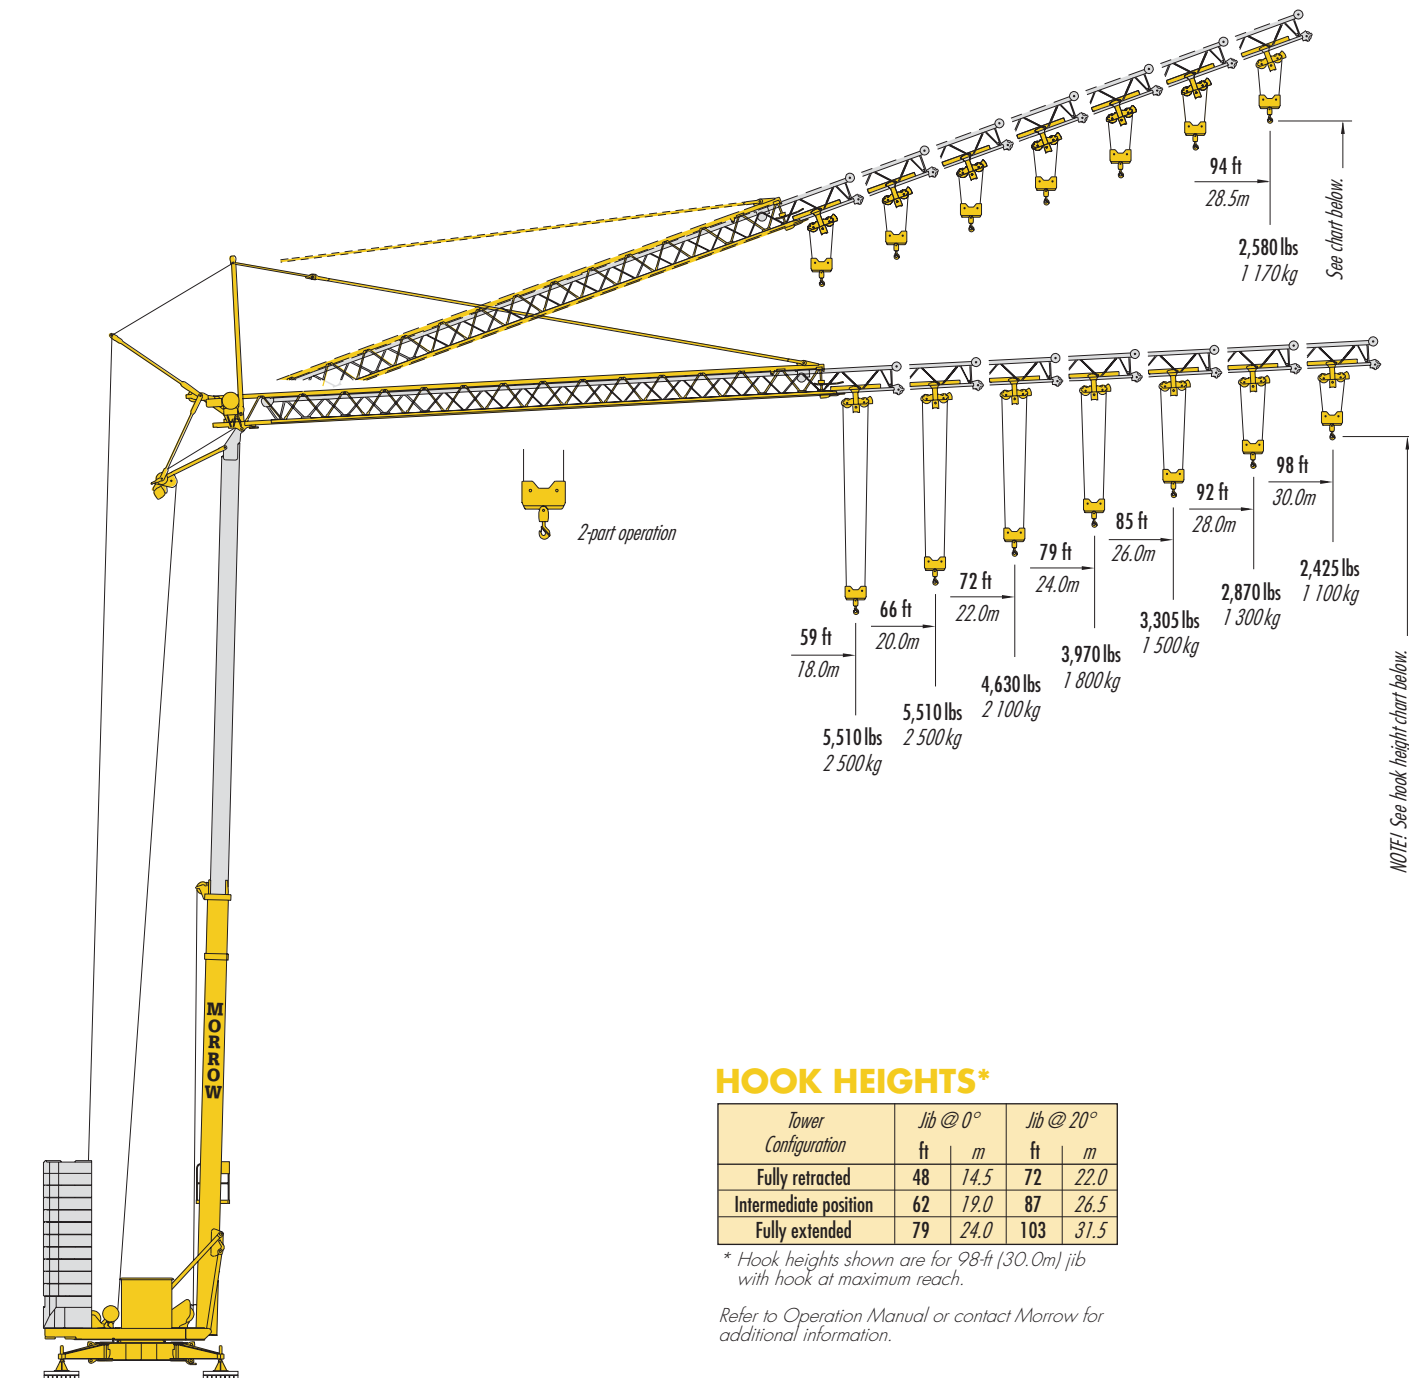 94 ft
28.5m
2,580 lbs
1 170 kg
See chart below.
2-part operation
59 ft
18.0m
5,510 lbs
2 500 kg
66 ft
20.0m
5,510 lbs
2 500 kg
72 ft
22.0m
4,630 lbs
2 100 kg
79 ft
24.0m
3,970 lbs
1 800 kg
85 ft
26.0m
3,305 lbs
1 500 kg
92 ft
28.0m
2,870 lbs
1 300 kg
98 ft
30.0m
2,425 lbs
1 100 kg
NOTE! See hook height chart below.
MORROW
HOOK HEIGHTS*
Tower Configuration Jib @ 0° Jib @ 20°
ft m ft m
Fully retracted 48 14.5 72 22.0
Intermediate position 62 19.0 87 26.5
Fully extended 79 24.0 103 31.5
* Hook heights shown are for 98-ft (30.0m) jib
with hook at maximum reach.
Refer to Operation Manual or contact Morrow for
additional information.